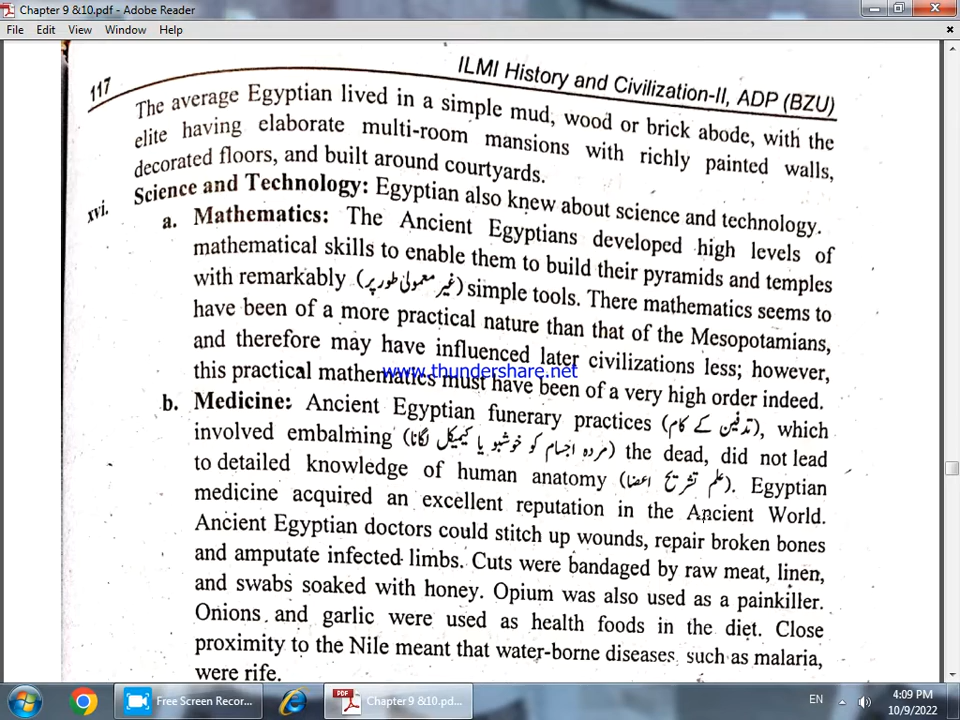 Chapter 9 &10.pdf - Adobe Reader
File Edit View Window Help
117
ILMI History and Civilization-II, ADP (BZU)
The average Egyptian lived in a simple mud, wood or brick abode, with the
elite having elaborate multi-room mansions with richly painted walls,
decorated floors, and built around courtyards.
xvi. Science and Technology: Egyptian also knew about science and technology.
a. Mathematics: The Ancient Egyptians developed high levels of
mathematical skills to enable them to build their pyramids and temples
with remarkably (غیر معمولی طور پر) simple tools. There mathematics seems to
have been of a more practical nature than that of the Mesopotamians,
and therefore may have influenced later civilizations less; however,
www.thundershare.net
this practical mathematics must have been of a very high order indeed.
b. Medicine: Ancient Egyptian funerary practices (تدفین کے کام), which
involved embalming (مردہ اجسام کو خوشبو یا کیمیکل لگانا) the dead, did not lead
to detailed knowledge of human anatomy (علم تشریح اعضا). Egyptian
medicine acquired an excellent reputation in the Ancient World.
Ancient Egyptian doctors could stitch up wounds, repair broken bones
and amputate infected limbs. Cuts were bandaged by raw meat, linen,
and swabs soaked with honey. Opium was also used as a painkiller.
Onions and garlic were used as health foods in the diet. Close
proximity to the Nile meant that water-borne diseases, such as malaria,
were rife.
Free Screen Recor...
Chapter 9 &10.pd...
EN
4:09 PM
10/9/2022